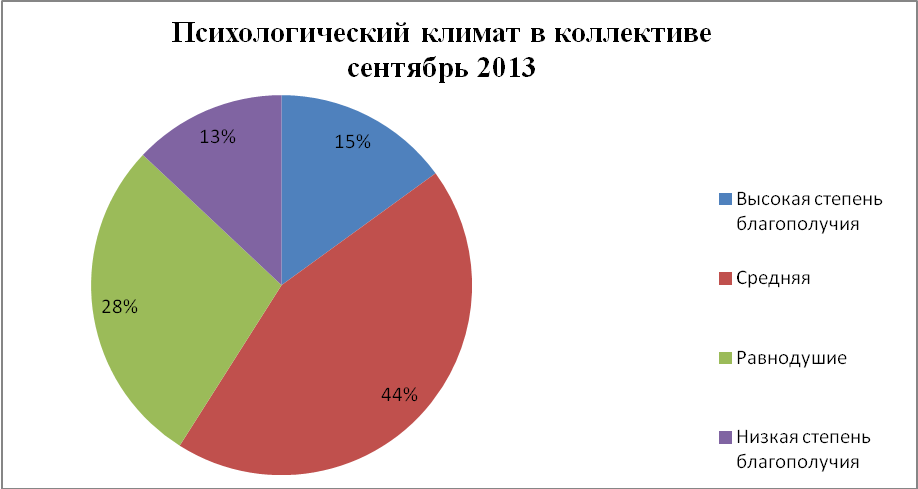 Психологический климат в коллективе
сентябрь 2013
13%
15%
28%
44%
Высокая степень
благополучия
Средняя
Равнодушие
Низкая степень
благополучия